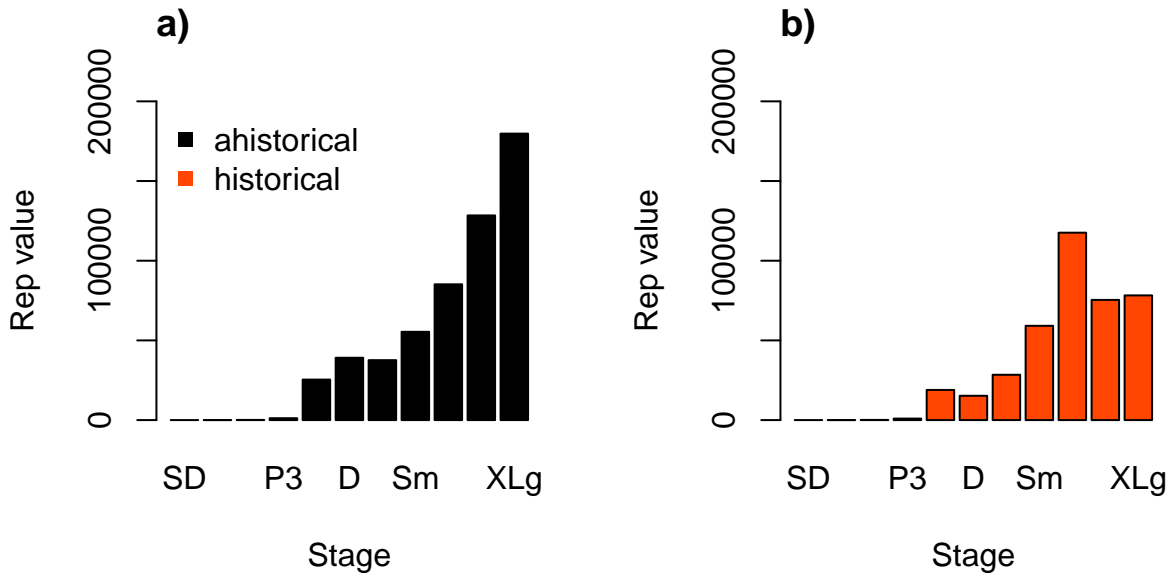 a)
Rep value
0
100000
200000
ahistorical
historical
SD
P3
D
Sm
XLg
Stage
b)
Rep value
0
100000
200000
SD
P3
D
Sm
XLg
Stage